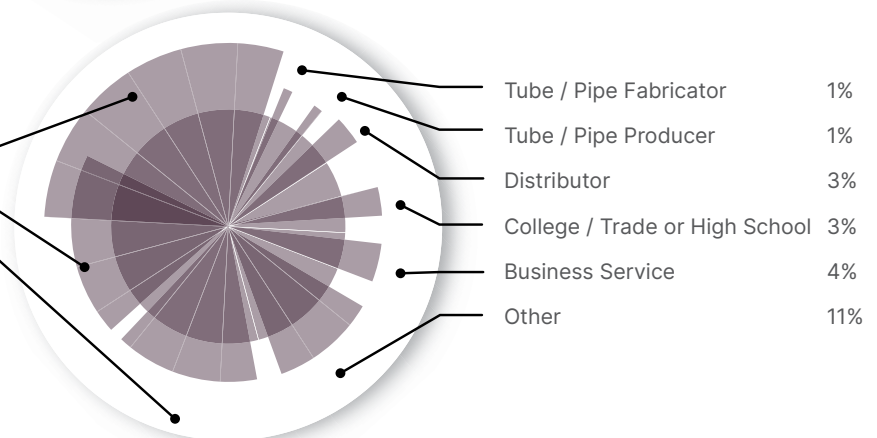 Tube / Pipe Fabricator 1%
Tube / Pipe Producer 1%
Distributor 3%
College / Trade or High School 3%
Business Service 4%
Other 11%